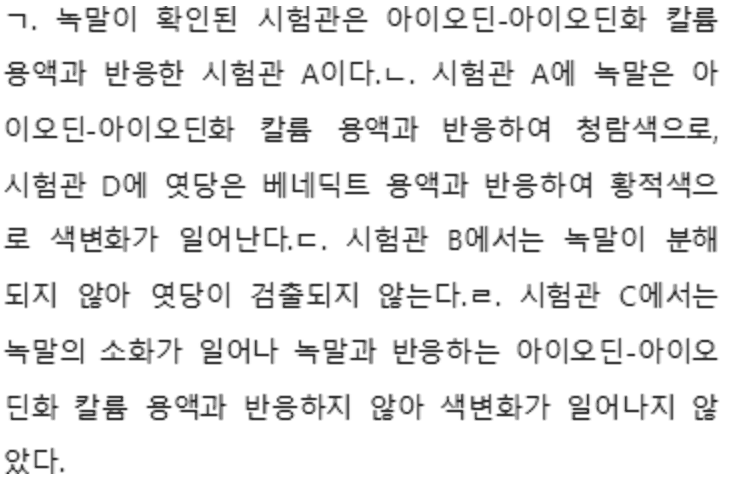 ㄱ. 녹말이 확인된 시험관은 아이오딘-아이오딘화 칼륨
용액과 반응한 시험관 A이다.ㄴ. 시험관 A에 녹말은 아
이오딘-아이오딘화 칼륨 용액과 반응하여 청람색으로,
시험관 D에 엿당은 베네딕트 용액과 반응하여 황적색으
로 색변화가 일어난다.ㄷ. 시험관 B에서는 녹말이 분해
되지 않아 엿당이 검출되지 않는다.ㄹ. 시험관 C에서는
녹말의 소화가 일어나 녹말과 반응하는 아이오딘-아이오
딘화 칼륨 용액과 반응하지 않아 색변화가 일어나지 않
았다.